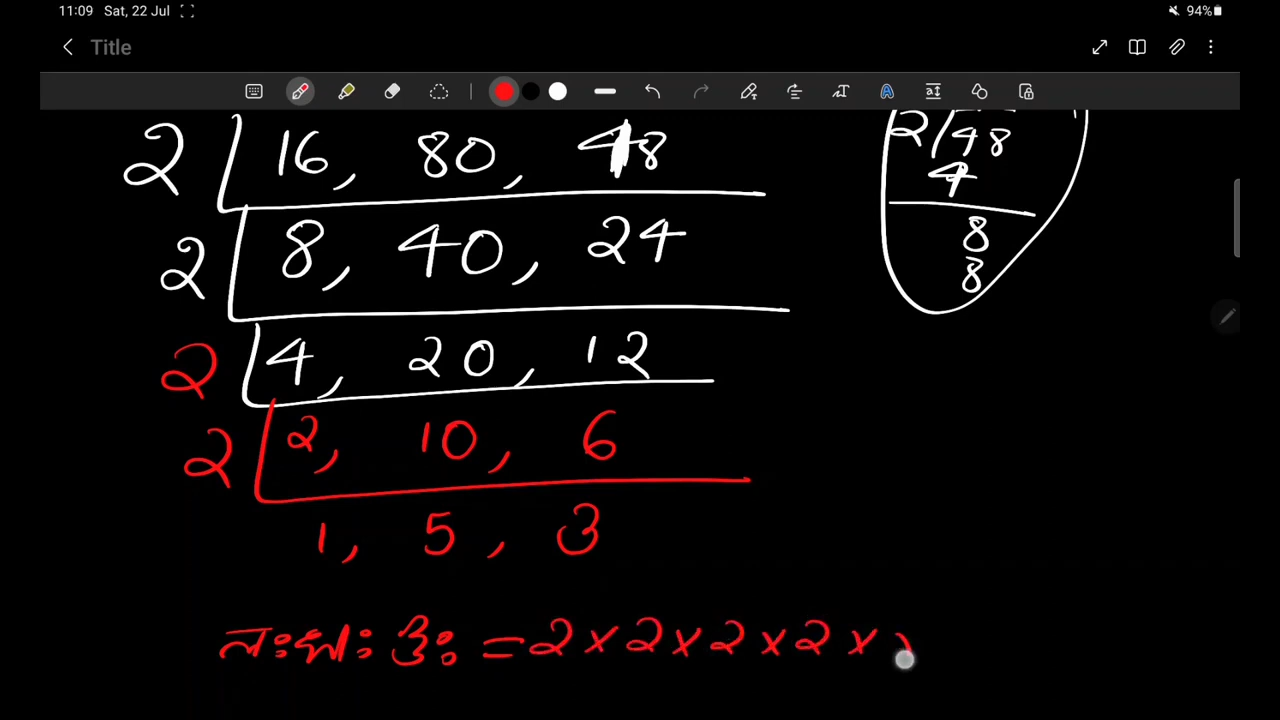 11:09 Sat, 22 Jul 94%
Title
2 16, 80, 48
2 8, 40, 24
2 4, 20, 12
2 2, 10, 6
1, 5, 3
= 2 × 2 × 2 × 2 ×
2 48
4
8
8